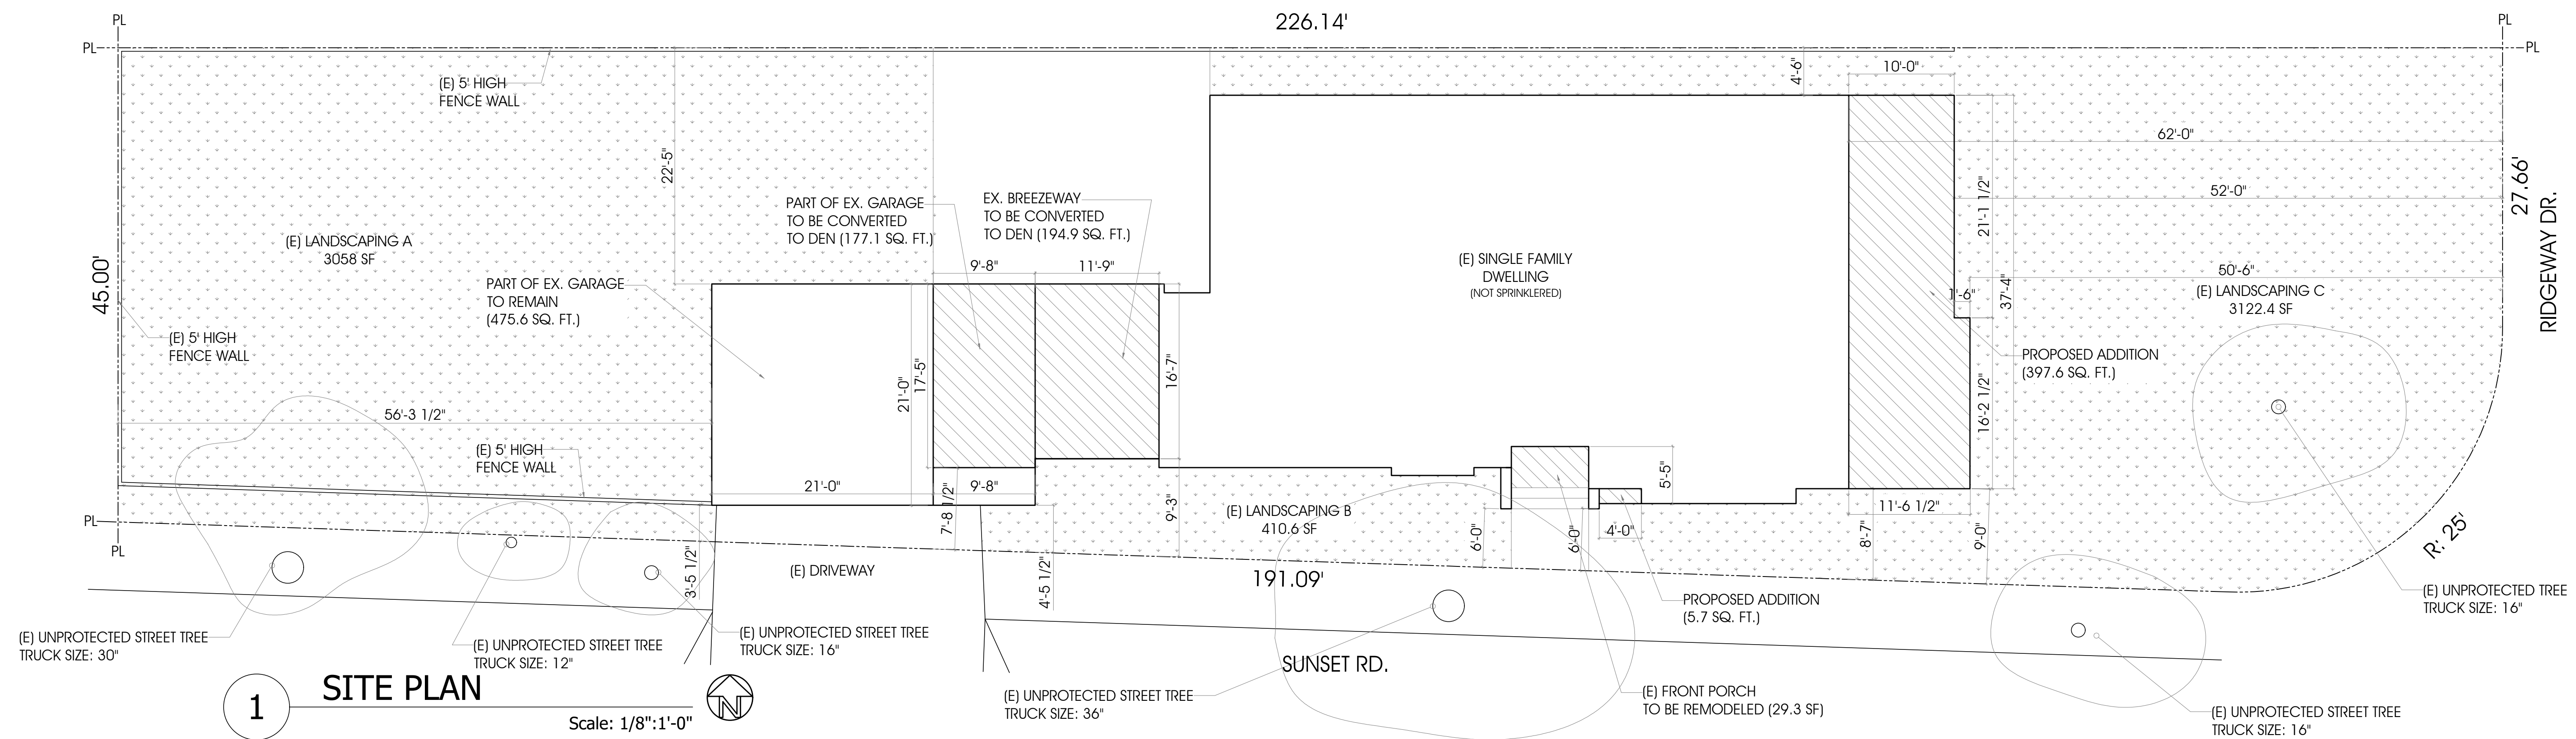 PL
226.14'
PL
PL
PL
(E) 5' HIGH
FENCE WALL
4'-6"
10'-0"
62'-0"
27.66'
RIDGEWAY DR.
22'-5"
PART OF EX. GARAGE
TO BE CONVERTED
TO DEN (177.1 SQ. FT.)
EX. BREEZEWAY
TO BE CONVERTED
TO DEN (194.9 SQ. FT.)
52'-0"
21'-1 1/2"
(E) LANDSCAPING A
3058 SF
45.00'
9'-8"
11'-9"
(E) SINGLE FAMILY
DWELLING
(NOT SPRINKLERED)
50'-6"
1'-6"
37'-4"
(E) LANDSCAPING C
3122.4 SF
PART OF EX. GARAGE
TO REMAIN
(475.6 SQ. FT.)
(E) 5' HIGH
FENCE WALL
21'-0"
17'-5"
16'-7"
PROPOSED ADDITION
(397.6 SQ. FT.)
16'-2 1/2"
56'-3 1/2"
(E) 5' HIGH
FENCE WALL
21'-0"
9'-8"
7'-8 1/2"
9'-3"
5'-5"
(E) LANDSCAPING B
410.6 SF
6'-0"
6'-0"
4'-0"
11'-6 1/2"
8'-7"
9'-0"
R: 25'
PL
PL
3'-5 1/2"
(E) DRIVEWAY
4'-5 1/2"
191.09'
PROPOSED ADDITION
(5.7 SQ. FT.)
(E) UNPROTECTED TREE
TRUCK SIZE: 16"
(E) UNPROTECTED STREET TREE
TRUCK SIZE: 30"
(E) UNPROTECTED STREET TREE
TRUCK SIZE: 12"
(E) UNPROTECTED STREET TREE
TRUCK SIZE: 16"
SUNSET RD.
(E) UNPROTECTED STREET TREE
TRUCK SIZE: 36"
(E) FRONT PORCH
TO BE REMODELED (29.3 SF)
(E) UNPROTECTED STREET TREE
TRUCK SIZE: 16"
1
SITE PLAN
Scale: 1/8":1'-0"
N